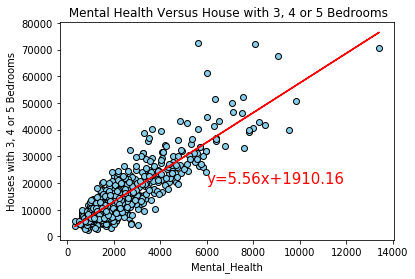 Mental Health Versus House with 3, 4 or 5 Bedrooms
80000
70000
60000
50000
40000
30000
20000
10000
0
Houses with 3, 4 or 5 Bedrooms
y=5.56x+1910.16
0 2000 4000 6000 8000 10000 12000 14000
Mental_Health